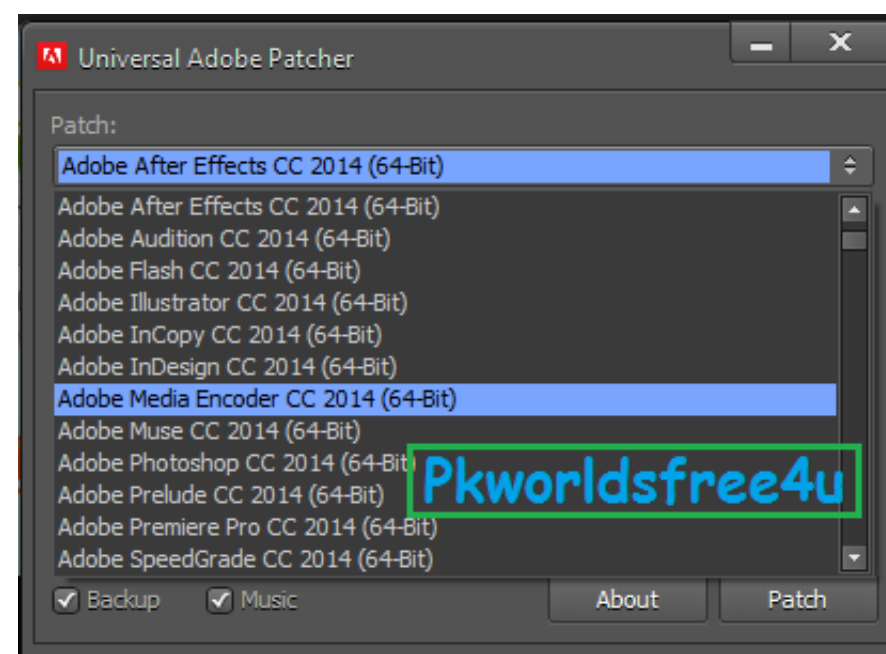 Universal Adobe Patcher
Patch:
Adobe After Effects CC 2014 (64-Bit)
Adobe After Effects CC 2014 (64-Bit)
Adobe Audition CC 2014 (64-Bit)
Adobe Flash CC 2014 (64-Bit)
Adobe Illustrator CC 2014 (64-Bit)
Adobe InCopy CC 2014 (64-Bit)
Adobe InDesign CC 2014 (64-Bit)
Adobe Media Encoder CC 2014 (64-Bit)
Adobe Muse CC 2014 (64-Bit)
Adobe Photoshop CC 2014 (64-Bit)
Adobe Prelude CC 2014 (64-Bit)
Pkworldsfree4u
Adobe Premiere Pro CC 2014 (64-Bit)
Adobe SpeedGrade CC 2014 (64-Bit)
Backup Music About Patch